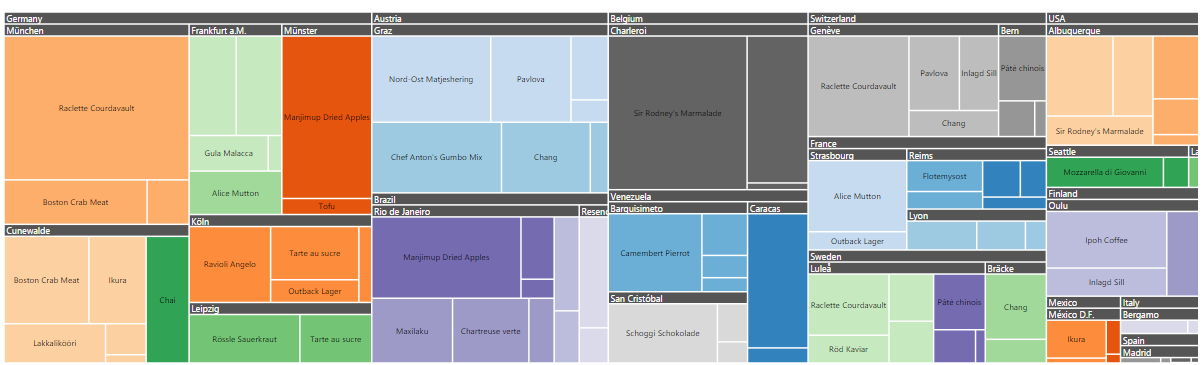 Germany
München
Raclette Courdavault
Boston Crab Meat
Cunewalde
Boston Crab Meat
Ikura
Chai
Lakkalikööri
Frankfurt a.M.
Gula Malacca
Alice Mutton
Münster
Manjimup Dried Apples
Tofu
Köln
Ravioli Angelo
Tarte au sucre
Outback Lager
Leipzig
Rössle Sauerkraut
Tarte au sucre
Austria
Graz
Nord-Ost Matjeshering
Pavlova
Chef Anton's Gumbo Mix
Chang
Brazil
Rio de Janeiro
Manjimup Dried Apples
Maxilaku
Chartreuse verte
Resend
Belgium
Charleroi
Sir Rodney's Marmalade
Venezuela
Barquisimeto
Camembert Pierrot
Caracas
San Cristóbal
Schoggi Schokolade
Switzerland
Genève
Raclette Courdavault
Pavlova
Inlagd Sill
Chang
Bern
Pâté chinois
France
Strasbourg
Alice Mutton
Outback Lager
Reims
Flotemysost
Lyon
Sweden
Luleå
Raclette Courdavault
Röd Kaviar
Pâté chinois
Bräcke
Chang
USA
Albuquerque
Sir Rodney's Marmalade
Seattle
Mozzarella di Giovanni
La
Finland
Oulu
Ipoh Coffee
Inlagd Sill
Mexico
México D.F.
Ikura
Italy
Bergamo
Spain
Madrid